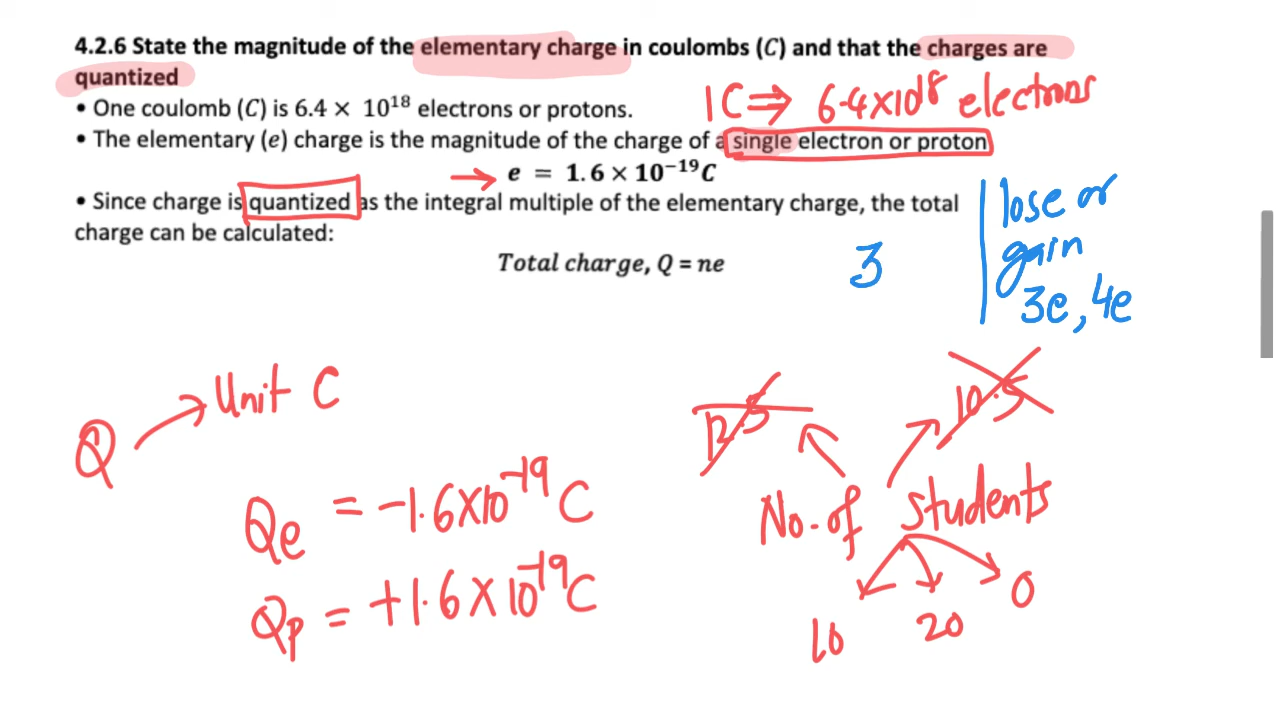 4.2.6 State the magnitude of the elementary charge in coulombs (C) and that the charges are
quantized
• One coulomb (C) is 6.4 × 10¹⁸ electrons or protons.
1C ⇒ 6.4×10¹⁸ electrons
• The elementary (e) charge is the magnitude of the charge of a single electron or proton
→ e = 1.6 × 10⁻¹⁹C
• Since charge is quantized as the integral multiple of the elementary charge, the total
charge can be calculated:
Total charge, Q = ne
3
lose or
gain
3e, 4e
Q → Unit C
Qe = -1.6×10⁻¹⁹ C
Qp = +1.6×10⁻¹⁹ C
12.5
10.5
No. of students
10
20
0